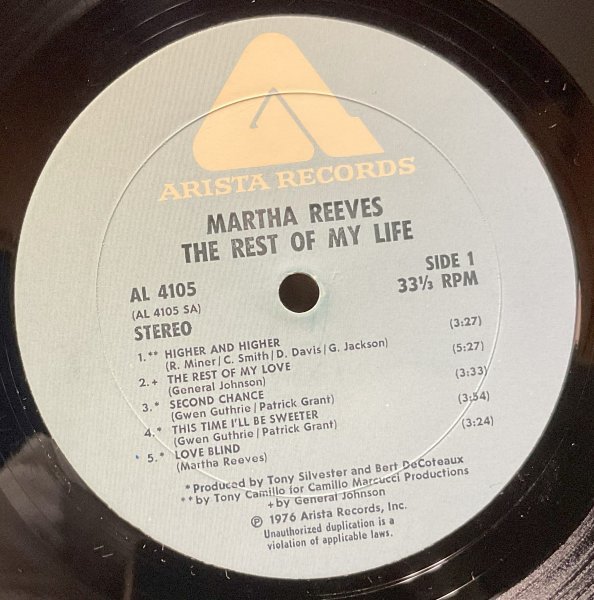 ARISTA RECORDS
MARTHA REEVES
THE REST OF MY LIFE
AL 4105
(AL 4105 SA)
STEREO
SIDE 1
33⅓ RPM
1.** HIGHER AND HIGHER (3:27)
(R. Miner/C. Smith/D. Davis/G. Jackson)
2.+ THE REST OF MY LOVE (5:27)
(General Johnson)
3.* SECOND CHANCE (3:33)
(Gwen Guthrie/Patrick Grant)
4.* THIS TIME I'LL BE SWEETER (3:54)
(Gwen Guthrie/Patrick Grant)
5.* LOVE BLIND (3:24)
(Martha Reeves)
*Produced by Tony Silvester and Bert DeCoteaux
**by Tony Camillo for Camillo Marcucci Productions
+by General Johnson
℗ 1976 Arista Records, Inc.
Unauthorized duplication is a
violation of applicable laws.